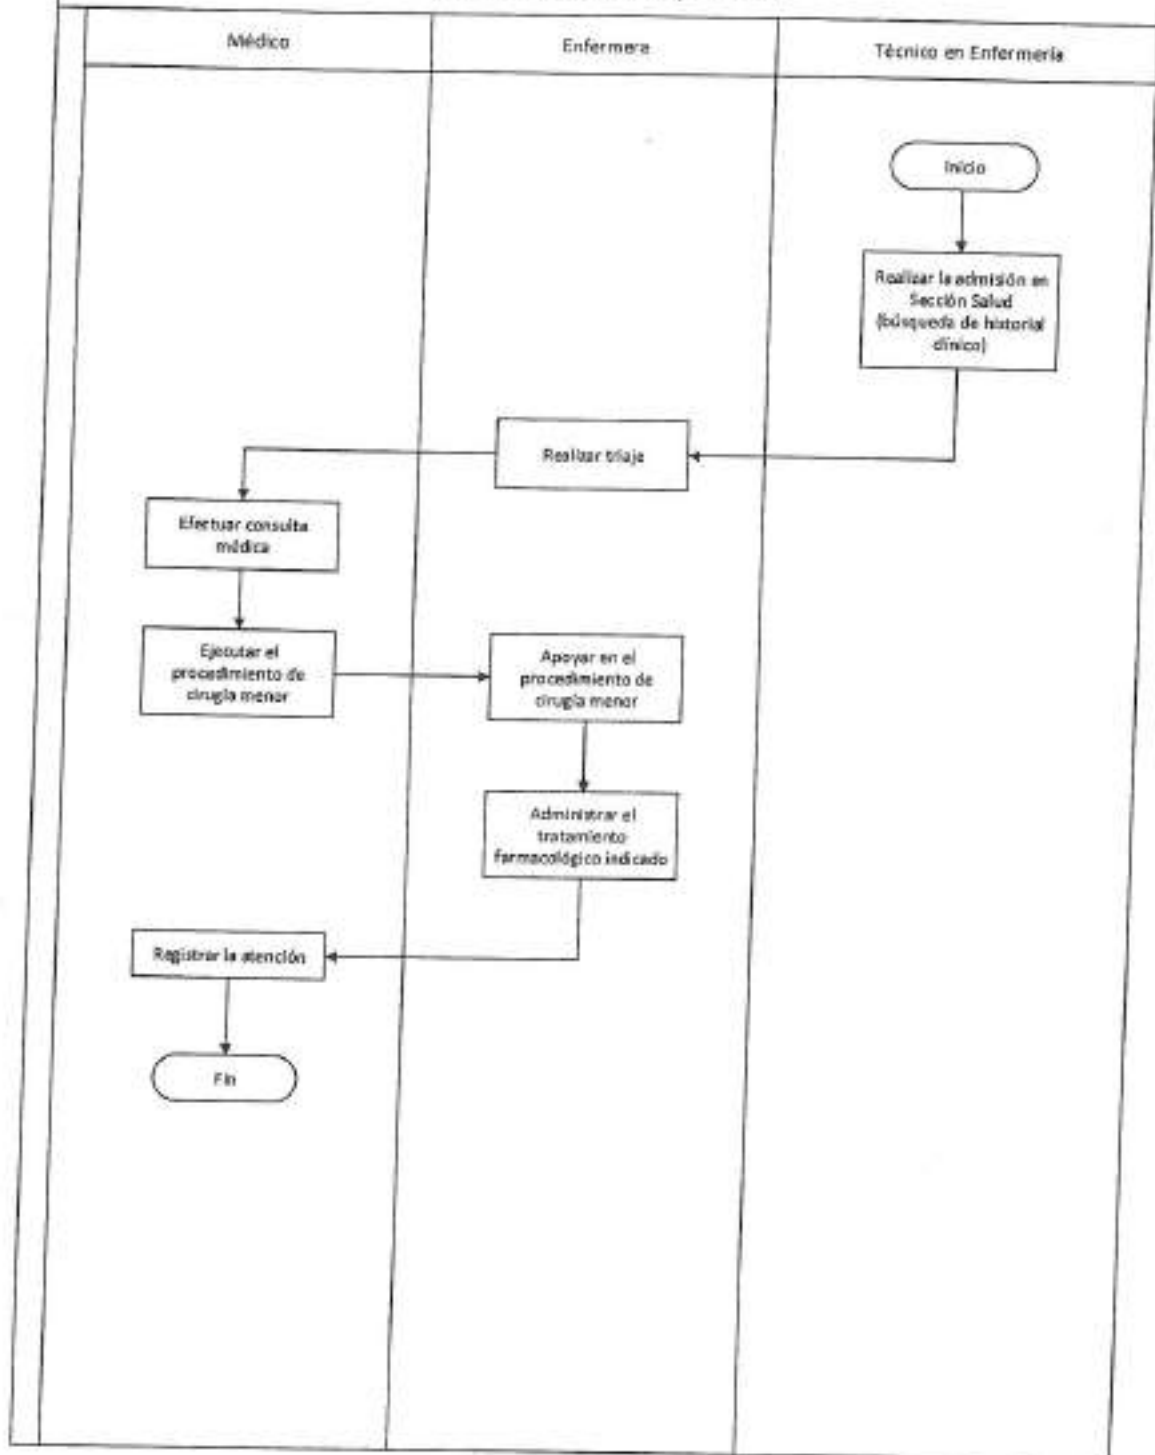 Médico
Enfermera
Técnico en Enfermería
Inicio
Realizar la admisión en
Sección Salud
(búsqueda de historial
clínico)
Realizar triaje
Efectuar consulta
médica
Ejecutar el
procedimiento de
cirugía menor
Apoyar en el
procedimiento de
cirugía menor
Administrar el
tratamiento
farmacológico indicado
Registrar la atención
Fin